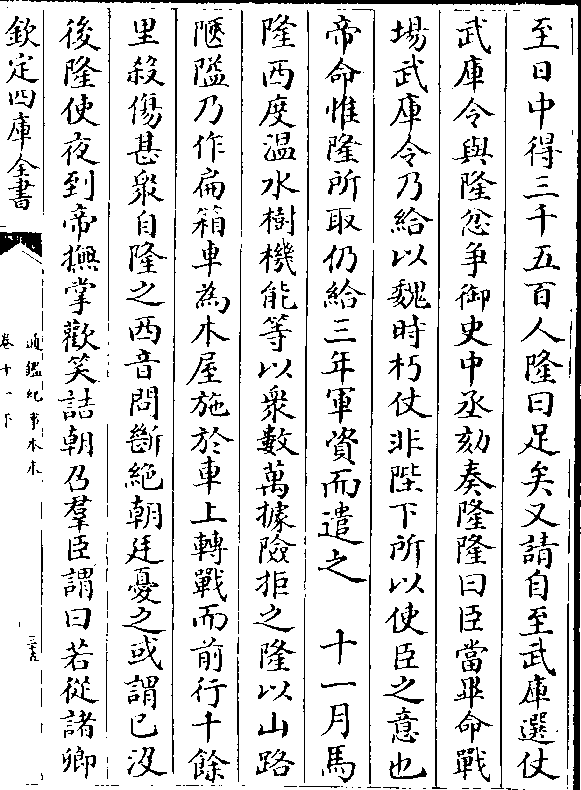 至日中得三千五百人隆曰足矣又請自至武庫選仗
武庫令與隆忿争御史中丞劾奏隆隆曰臣當畢命戰
場武庫令乃給以魏時朽仗非陛下所以使臣之意也
帝命惟隆所取仍給三年軍資而遣之　十一月馬
隆西度温水樹機能等以衆數萬據險拒之隆以山路
陿隘乃作扁箱車為木屋施於車上轉戰而前行千餘
里殺傷甚衆自隆之西音問斷絶朝廷憂之或謂已没
後隆使夜到帝撫掌歡笑詰朝召羣臣謂曰若從諸卿
欽定四庫全書
通鑑紀事本末
卷十一下